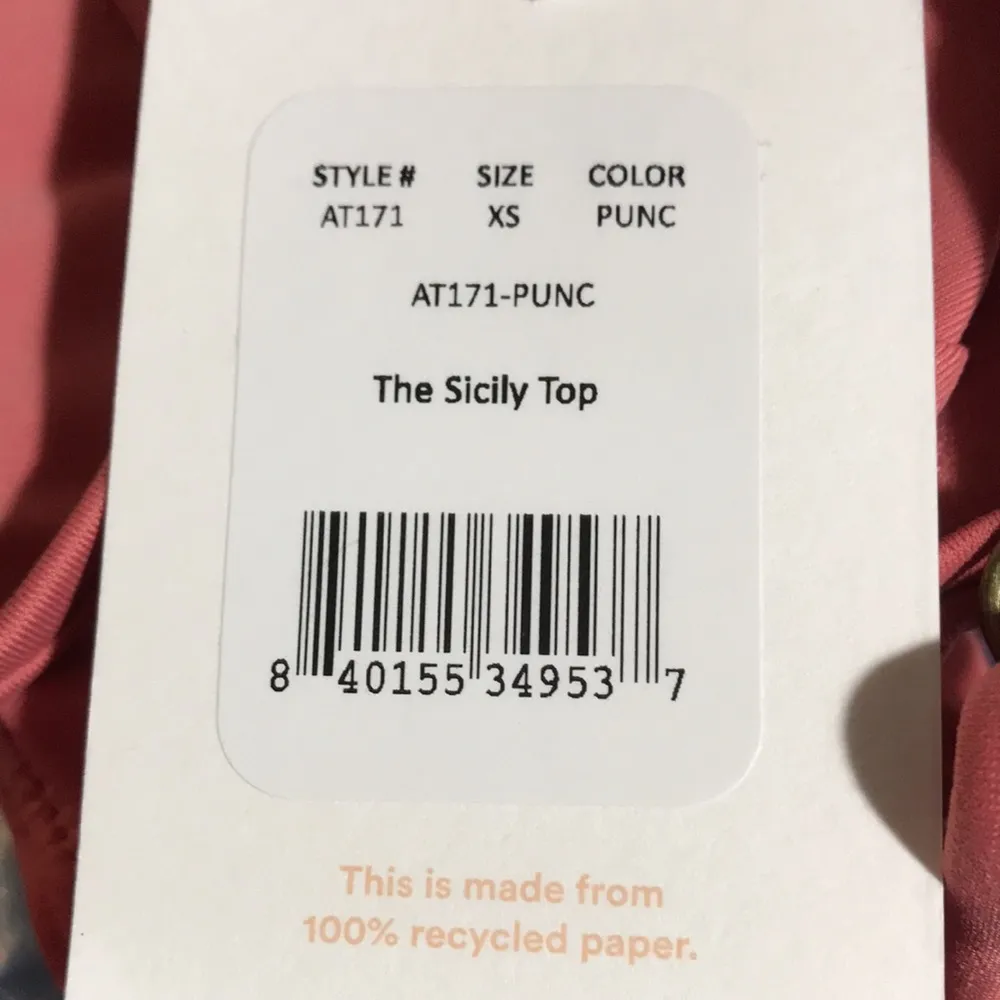 STYLE # SIZE COLOR
AT171 XS PUNC
AT171-PUNC
The Sicily Top
8 40155 34953 7
This is made from
100% recycled paper.